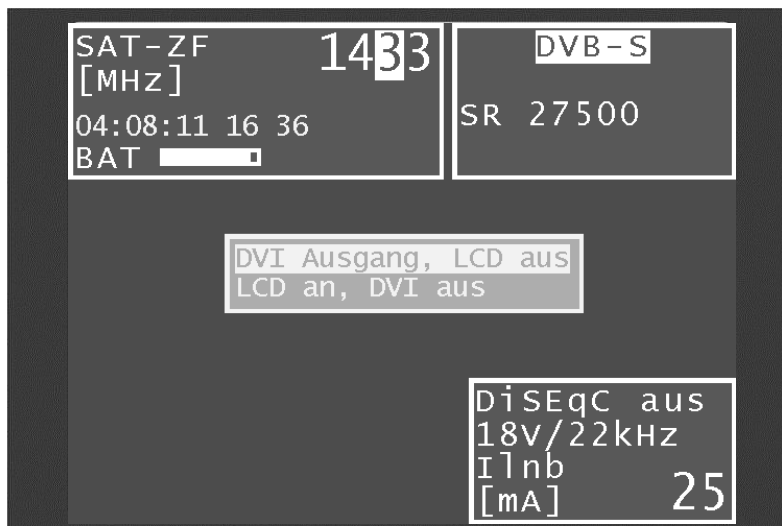 SAT-ZF 1433
[MHz]
04:08:11 16 36
BAT
DVB-S
SR 27500
DVI Ausgang, LCD aus
LCD an, DVI aus
DiSEqC aus
18V/22kHz
Ilnb
[mA] 25